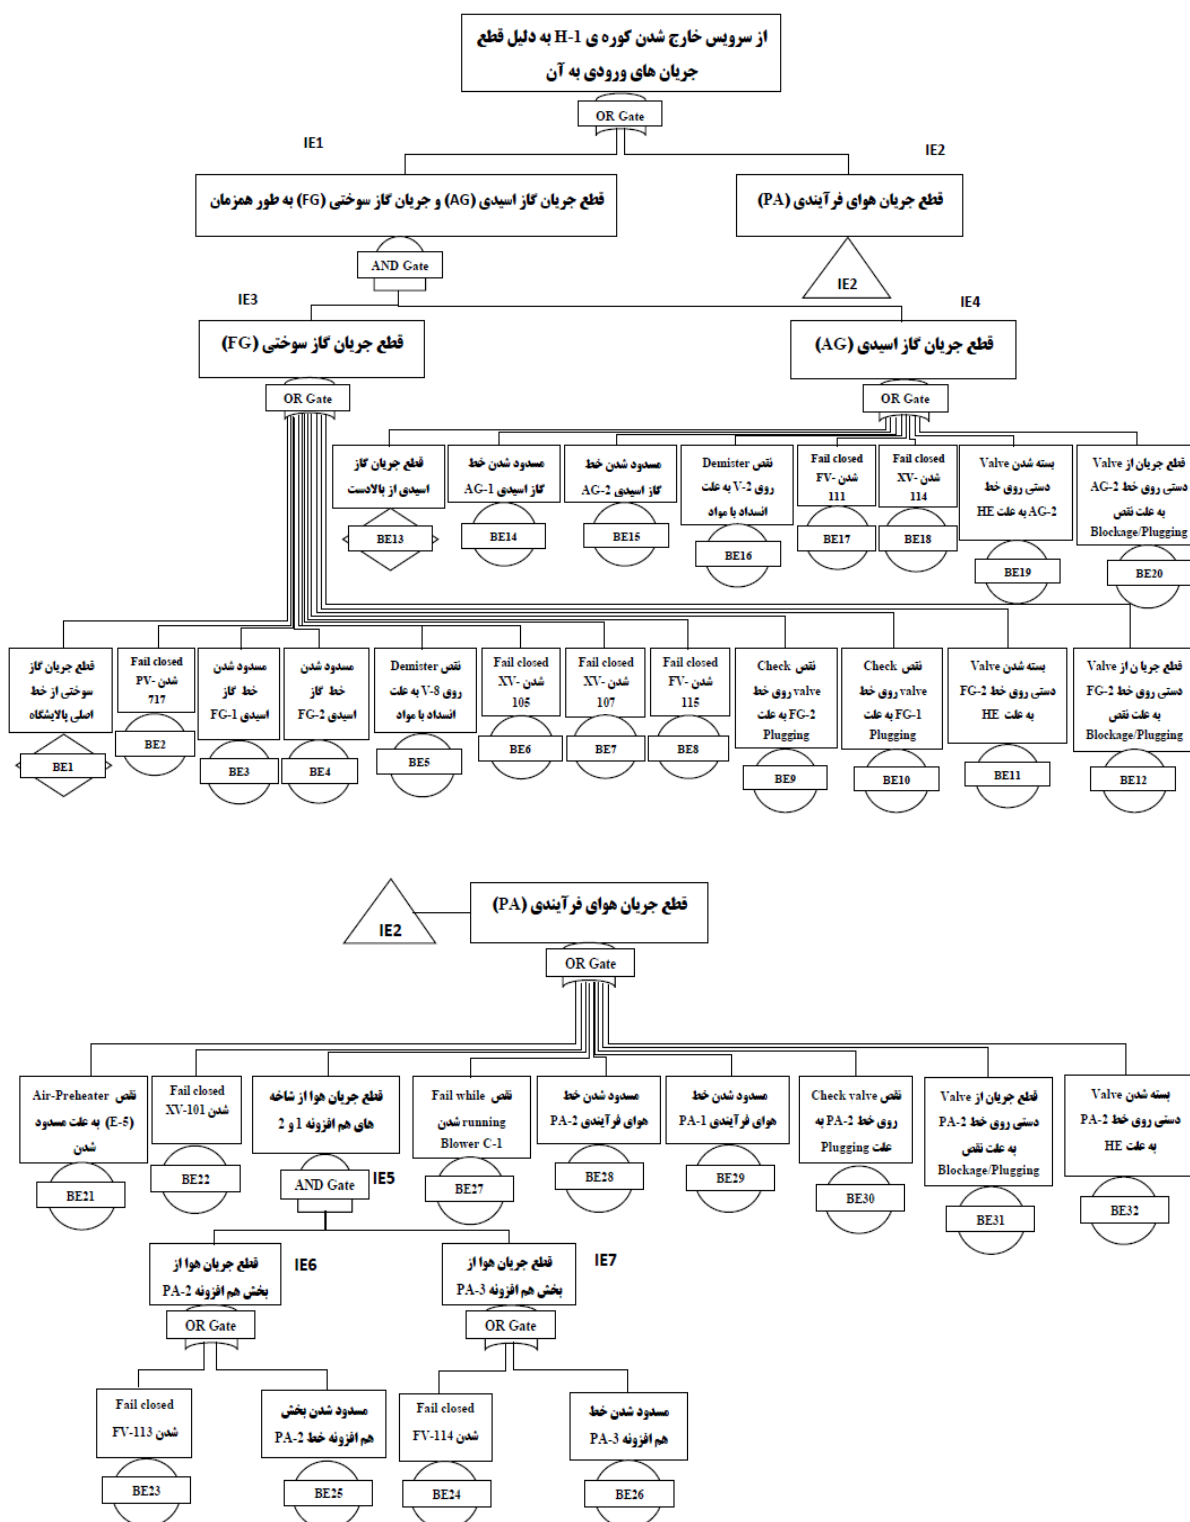 از سرویس خارج شدن کوره ی H-1 به دلیل قطع
جریان های ورودی به آن
OR Gate
IE1
IE2
قطع جریان گاز اسیدی (AG) و جریان گاز سوختی (FG) به طور همزمان
قطع جریان هوای فرآیندی (PA)
AND Gate
IE2
IE3
IE4
قطع جریان گاز سوختی (FG)
قطع جریان گاز اسیدی (AG)
OR Gate
OR Gate
قطع جریان گاز
اسیدی از بالادست
BE13
مسدود شدن خط
گاز اسیدی AG-1
BE14
مسدود شدن خط
گاز اسیدی AG-2
BE15
نقص Demister
روی V-2 به علت
انسداد با مواد
BE16
Fail closed
شدن FV-
111
BE17
Fail closed
شدن XV-
114
BE18
بسته شدن Valve
دستی روی خط
AG-2 به علت HE
BE19
قطع جریان از Valve
دستی روی خط AG-2
به علت نقص
Blockage/Plugging
BE20
قطع جریان گاز
سوختی از خط
اصلی پالایشگاه
BE1
Fail closed
شدن PV-
717
BE2
مسدود شدن
خط گاز
اسیدی FG-1
BE3
مسدود شدن
خط گاز
اسیدی FG-2
BE4
نقص Demister
روی V-8 به علت
انسداد با مواد
BE5
Fail closed
شدن XV-
105
BE6
Fail closed
شدن XV-
107
BE7
Fail closed
شدن FV-
115
BE8
نقص Check
valve روی خط
FG-2 به علت
Plugging
BE9
نقص Check
valve روی خط
FG-1 به علت
Plugging
BE10
بسته شدن Valve
دستی روی خط FG-2
به علت HE
BE11
قطع جریان از Valve
دستی روی خط FG-2
به علت نقص
Blockage/Plugging
BE12
IE2
قطع جریان هوای فرآیندی (PA)
OR Gate
نقص Air-Preheater
(E-5) به علت مسدود
شدن
BE21
Fail closed
شدن XV-101
BE22
قطع جریان هوا از شاخه
های هم افزونه 1 و 2
AND Gate
IE5
نقص Fail while
running شدن
Blower C-1
BE27
مسدود شدن خط
هوای فرآیندی PA-2
BE28
مسدود شدن خط
هوای فرآیندی PA-1
BE29
نقص Check valve
روی خط PA-2 به
علت Plugging
BE30
قطع جریان از Valve
دستی روی خط PA-2
به علت نقص
Blockage/Plugging
BE31
بسته شدن Valve
دستی روی خط PA-2
به علت HE
BE32
IE6
قطع جریان هوا از
بخش هم افزونه PA-2
OR Gate
IE7
قطع جریان هوا از
بخش هم افزونه PA-3
OR Gate
Fail closed
شدن FV-113
BE23
مسدود شدن بخش
هم افزونه خط PA-2
BE25
Fail closed
شدن FV-114
BE24
مسدود شدن خط
هم افزونه PA-3
BE26